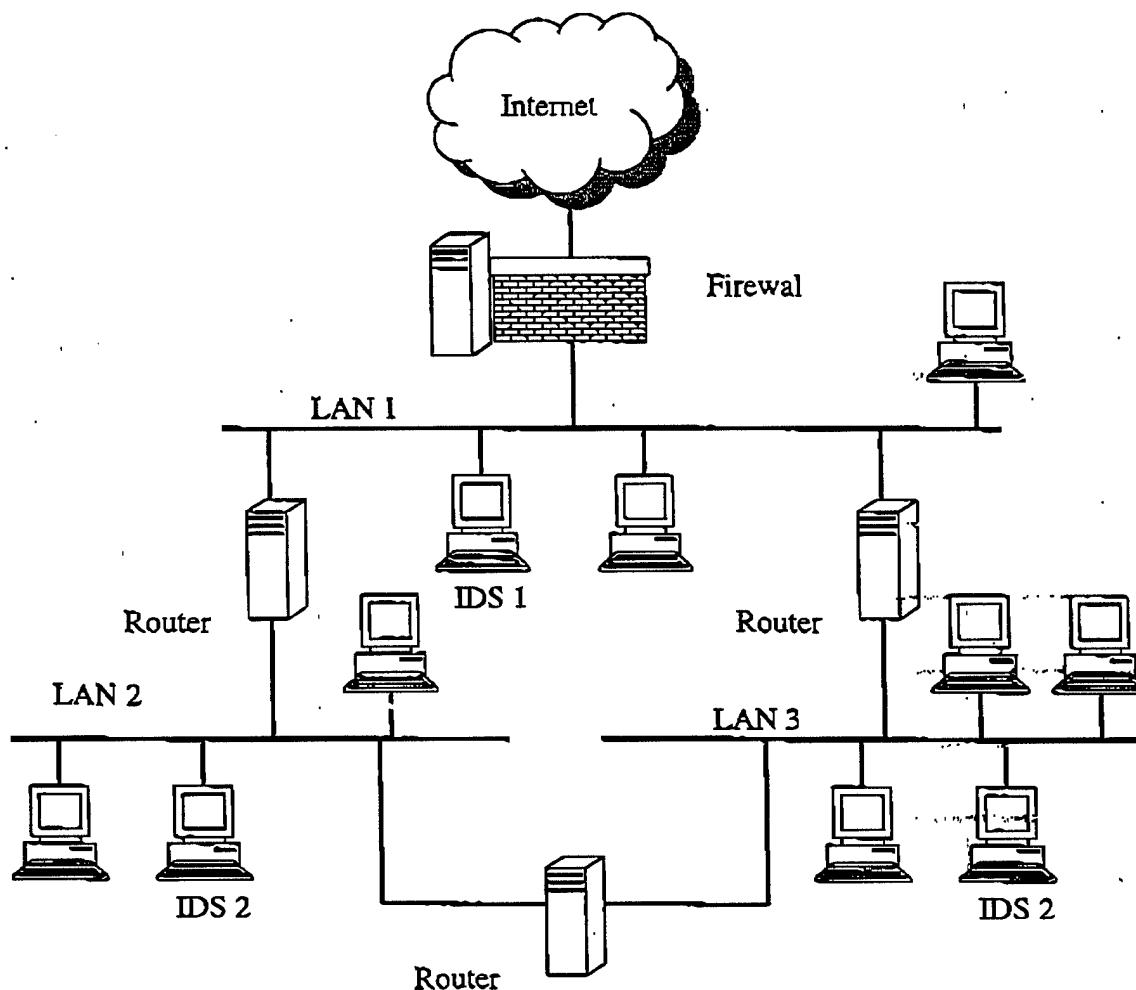 Internet
Firewal
LAN 1
IDS 1
Router
Router
LAN 2
LAN 3
IDS 2
IDS 2
Router